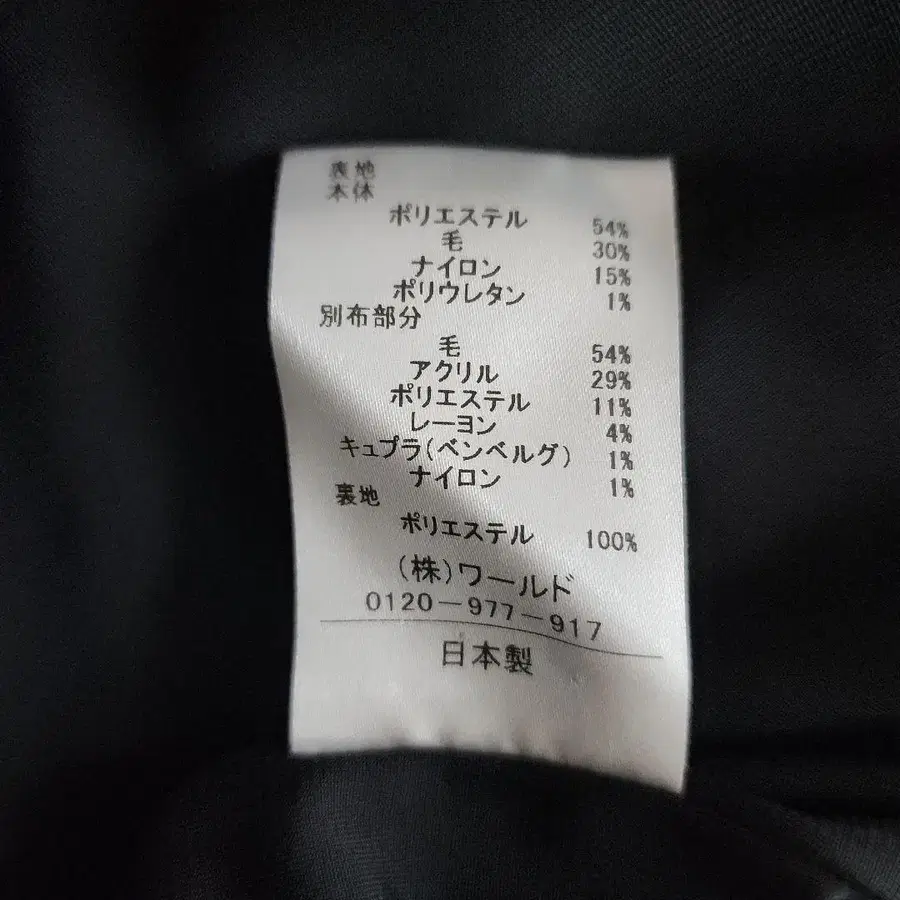 表地
本体
ポリエステル 54%
毛 30%
ナイロン 15%
ポリウレタン 1%
別布部分
毛 54%
アクリル 29%
ポリエステル 11%
レーヨン 4%
キュプラ(ベンベルグ) 1%
ナイロン 1%
裏地
ポリエステル 100%
(株)ワールド
0120-977-917
日本製